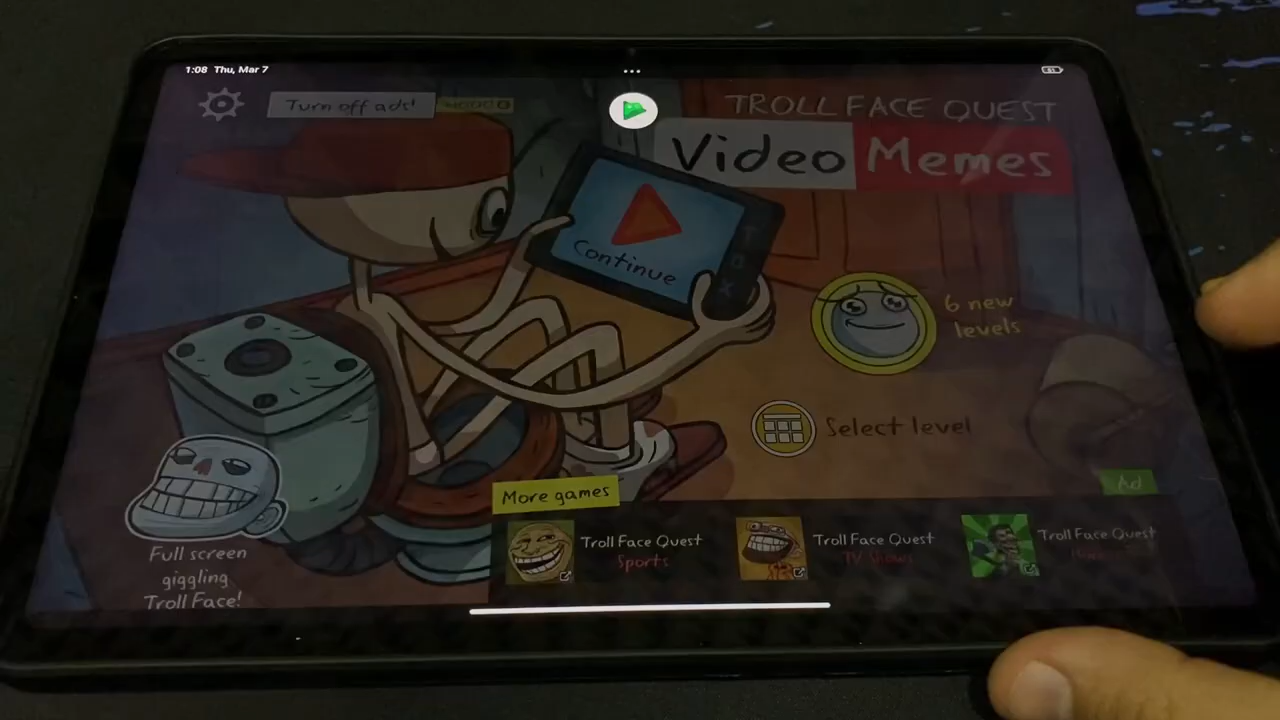 1:08 Thu, Mar 7
Turn off ads!
TROLL FACE QUEST
Video Memes
Continue
6 new
levels
Select level
Ad
More games
Troll Face Quest
Sports
Troll Face Quest
TV Shows
Troll Face Quest
Full screen
giggling
Troll Face!